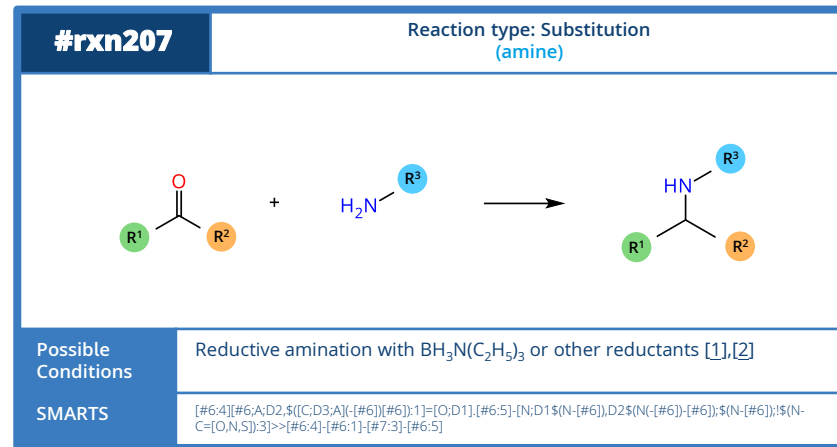 #rxn207
Reaction type: Substitution
(amine)
O
R¹
R²
+
H₂N
R³
HN
R³
R¹
R²
Possible
Conditions
Reductive amination with BH₃N(C₂H₅)₃ or other reductants [1],[2]
SMARTS
[#6:4][#6;A;D2,$([C;D3;A](-[#6])[#6]):1]=[O;D1].[#6:5]-[N;D1$(N-[#6]),D2$(N(-[#6])-[#6]);$(N-[#6]);!$(N-
C=[O,N,S]):3]>>[#6:4]-[#6:1]-[#7:3]-[#6:5]